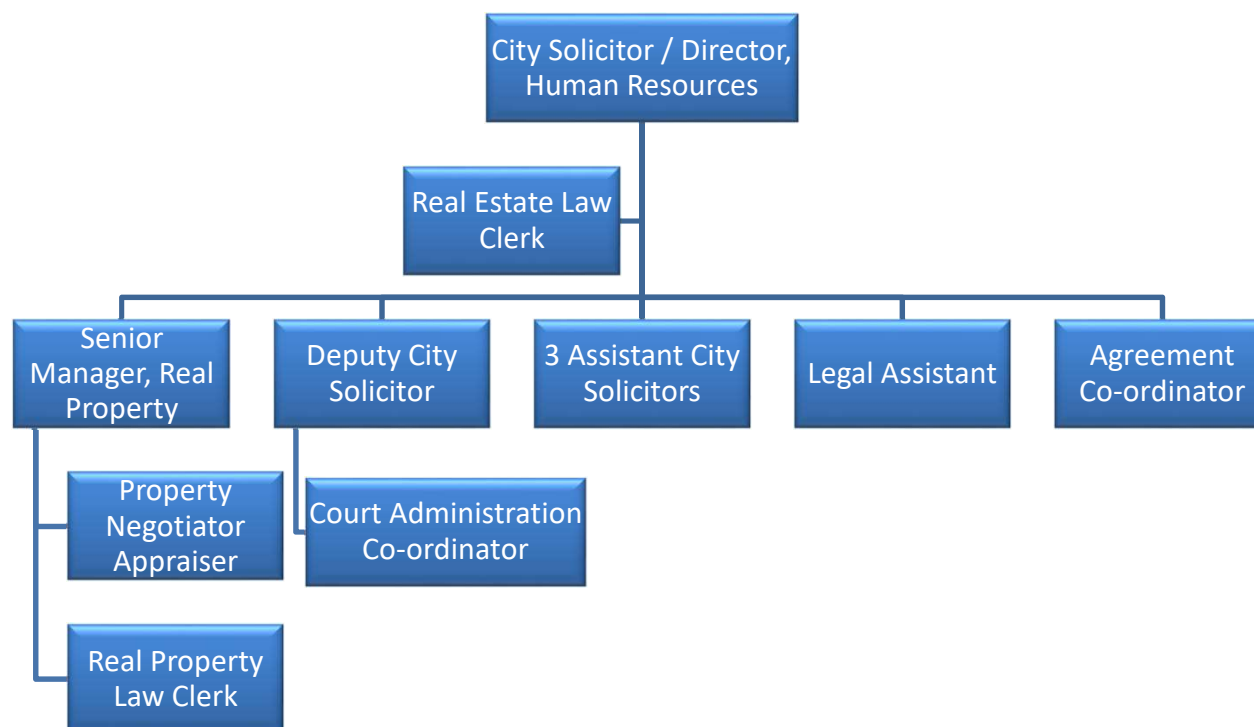 City Solicitor / Director,
Human Resources
Real Estate Law
Clerk
Senior
Manager, Real
Property
Deputy City
Solicitor
3 Assistant City
Solicitors
Legal Assistant
Agreement
Co-ordinator
Property
Negotiator
Appraiser
Court Administration
Co-ordinator
Real Property
Law Clerk